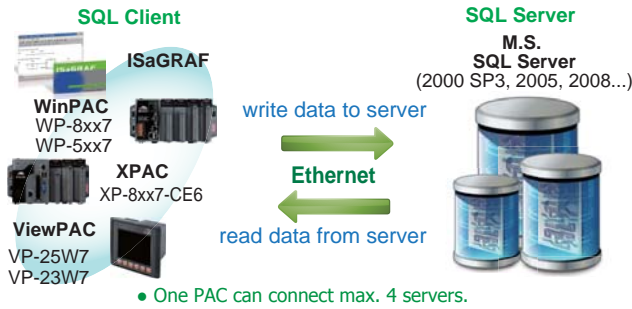 SQL Client
ISaGRAF
ISaGRAF
WinPAC
WP-8xx7
WP-5xx7
XPAC
XP-8xx7-CE6
ViewPAC
VP-25W7
VP-23W7
write data to server
Ethernet
read data from server
SQL Server
M.S.
SQL Server
(2000 SP3, 2005, 2008...)
● One PAC can connect max. 4 servers.